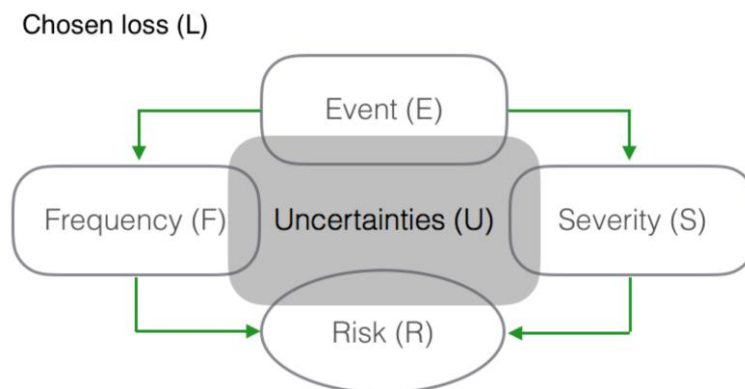 Chosen loss (L)
Event (E)
Frequency (F)
Uncertainties (U)
Severity (S)
Risk (R)